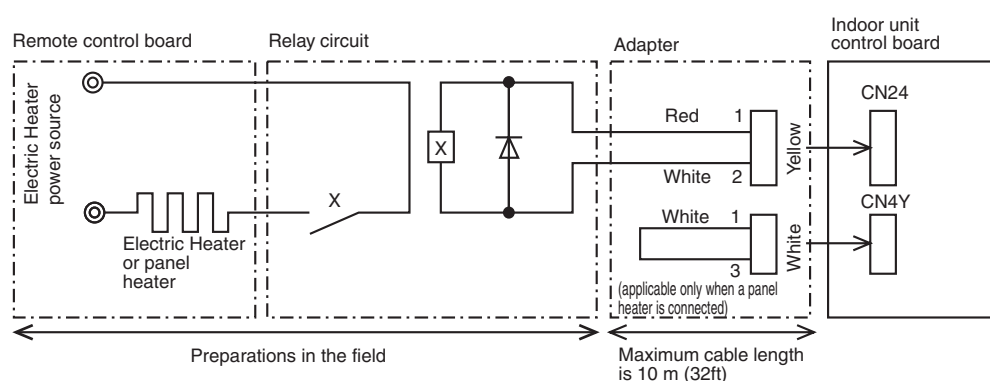 Remote control board
Relay circuit
Adapter
Indoor unit
control board
Electric Heater
power source
X
X
Electric Heater
or panel
heater
Red 1
White 2
Yellow
White 1
3
White
(applicable only when a panel
heater is connected)
CN24
CN4Y
Preparations in the field
Maximum cable length
is 10 m (32ft)